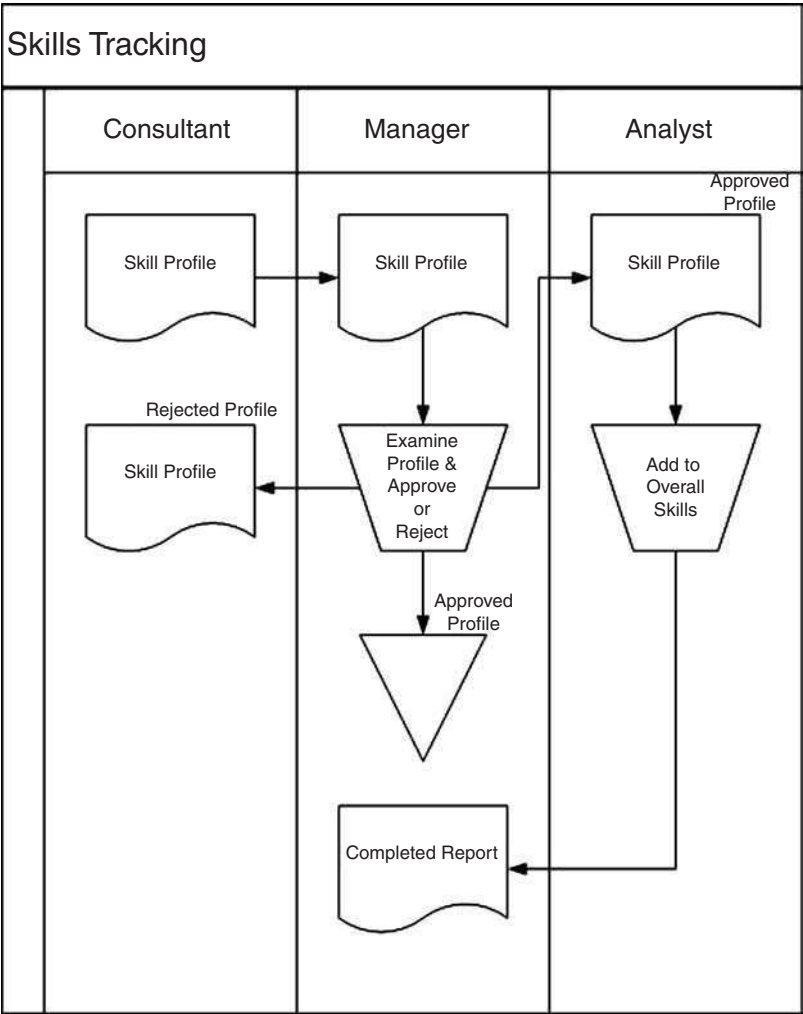 Skills Tracking
Consultant
Manager
Analyst
Approved
Profile
Skill Profile
Skill Profile
Skill Profile
Rejected Profile
Skill Profile
Examine
Profile &
Approve
or
Reject
Add to
Overall
Skills
Approved
Profile
Completed Report